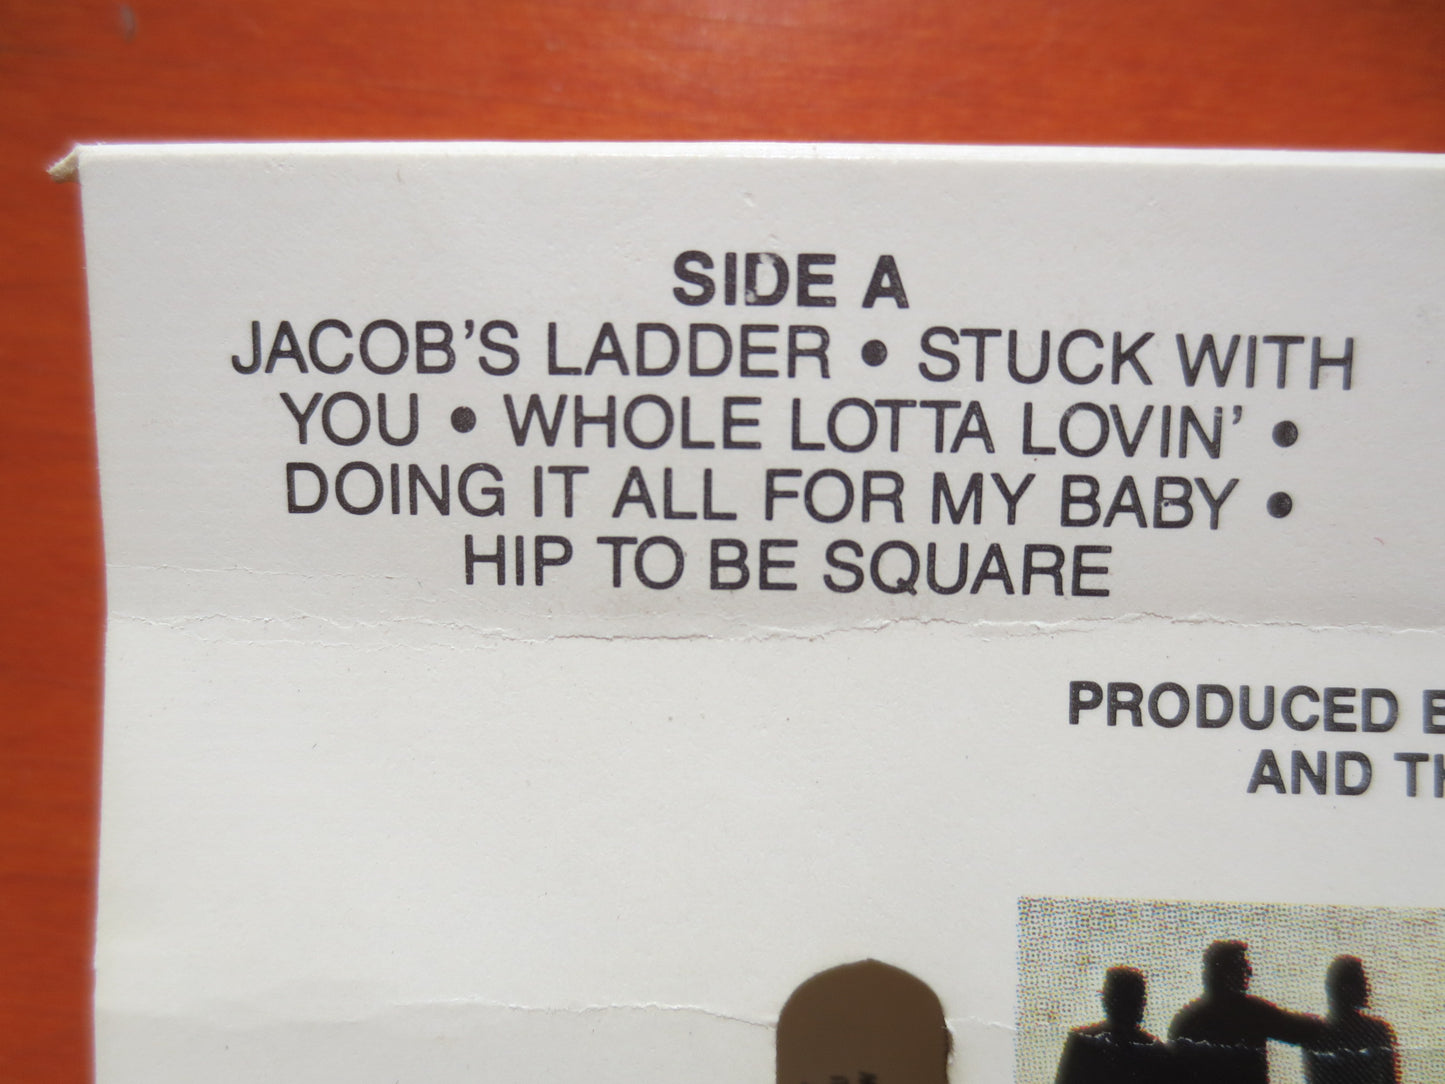 SIDE A
JACOB'S LADDER • STUCK WITH
YOU • WHOLE LOTTA LOVIN' •
DOING IT ALL FOR MY BABY •
HIP TO BE SQUARE
PRODUCED
AND